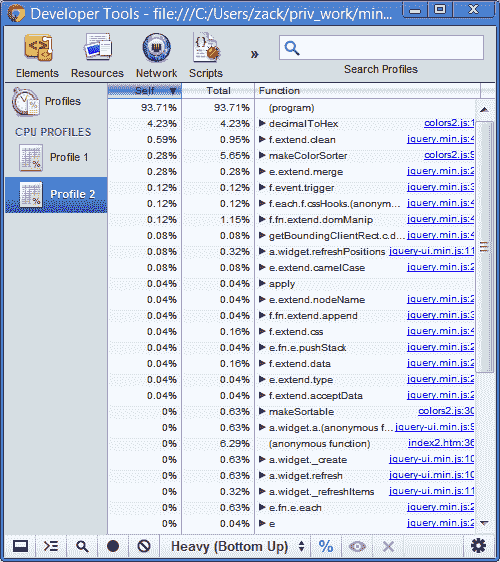 Developer Tools - file:///C:/Users/zack/priv_work/min...
Elements Resources Network Scripts » Search Profiles
Profiles
CPU PROFILES
Profile 1
Profile 2
Self Total Function
93.71% 93.71% (program)
4.23% 4.23% decimalToHex colors2.js:1
0.59% 0.95% f.extend.clean jquery.min.js:4
0.28% 5.65% makeColorSorter colors2.js:9
0.28% 0.28% e.extend.merge jquery.min.js:2
0.12% 0.12% f.event.trigger jquery.min.js:3
0.12% 0.12% f.each.f.cssHooks.(anonym... jquery.min.js:4
0.12% 1.15% f.fn.extend.domManip jquery.min.js:4
0.08% 0.08% getBoundingClientRect.c.d... jquery.min.js:4
0.08% 0.32% a.widget.refreshPositions jquery-ui.min.js:11
0.08% 0.08% e.extend.camelCase jquery.min.js:2
0.04% 0.04% apply
0.04% 0.04% e.extend.nodeName jquery.min.js:2
0.04% 0.04% f.fn.extend.append jquery.min.js:3
0.04% 0.16% f.extend.css jquery.min.js:4
0.04% 0.04% e.fn.e.pushStack jquery.min.js:2
0.04% 0.16% f.extend.data jquery.min.js:2
0.04% 0.04% e.extend.type jquery.min.js:2
0.04% 0.04% f.extend.acceptData jquery.min.js:2
0% 0.63% makeSortable colors2.js:30
0% 0.63% a.widget.a.(anonymous f... jquery-ui.min.js:9
0% 6.29% (anonymous function) index2.htm:36
0% 0.63% a.widget._create jquery-ui.min.js:10
0% 0.63% a.widget.refresh jquery-ui.min.js:10
0% 0.32% a.widget._refreshItems jquery-ui.min.js:11
0% 0.63% e.fn.e.each jquery.min.js:2
0% 0.04% e jquery.min.js:2
Heavy (Bottom Up) %